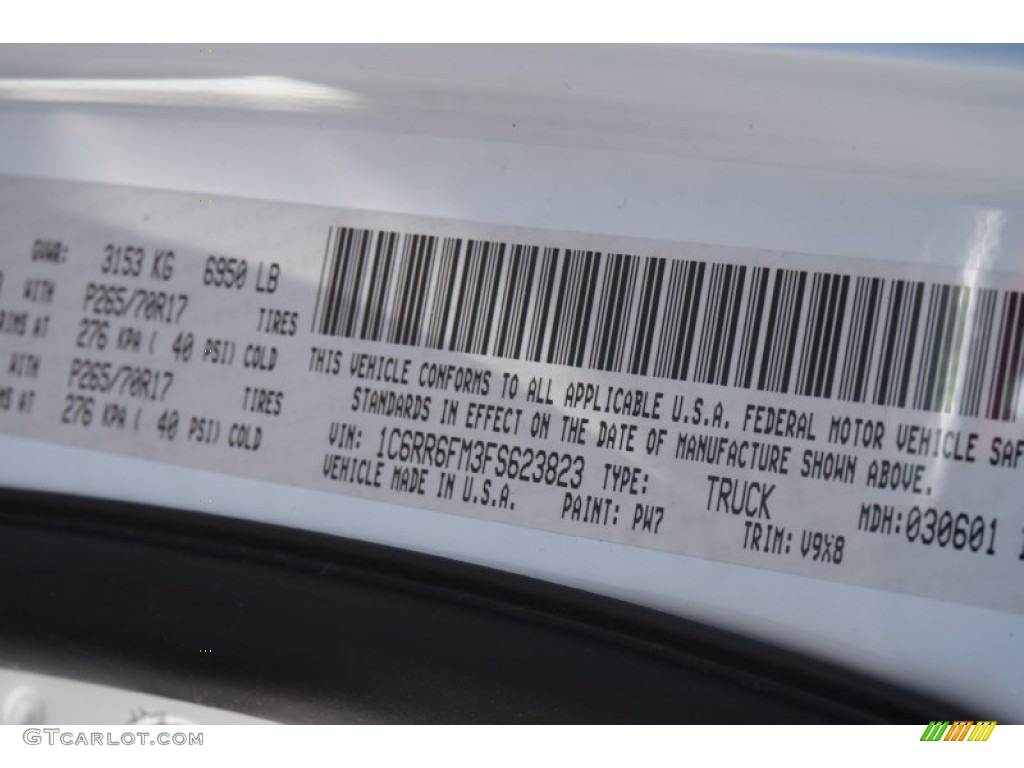 GVWR: 3153 KG 6950 LB
WITH P265/70R17 TIRES
RIMS AT 276 KPA ( 40 PSI) COLD
WITH P265/70R17 TIRES
AT 276 KPA ( 40 PSI) COLD
THIS VEHICLE CONFORMS TO ALL APPLICABLE U.S.A. FEDERAL MOTOR VEHICLE SAF
STANDARDS IN EFFECT ON THE DATE OF MANUFACTURE SHOWN ABOVE.
VIN: 1C6RR6FM3FS623823 TYPE: TRUCK MDH:030601
VEHICLE MADE IN U.S.A. PAINT: PW7 TRIM: V9X8
GTCarlot.com